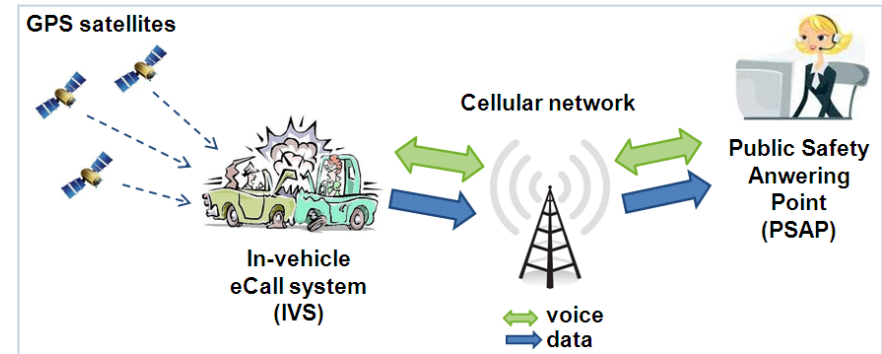 GPS satellites
Cellular network
In-vehicle
eCall system
(IVS)
Public Safety
Anwering
Point
(PSAP)
voice
data